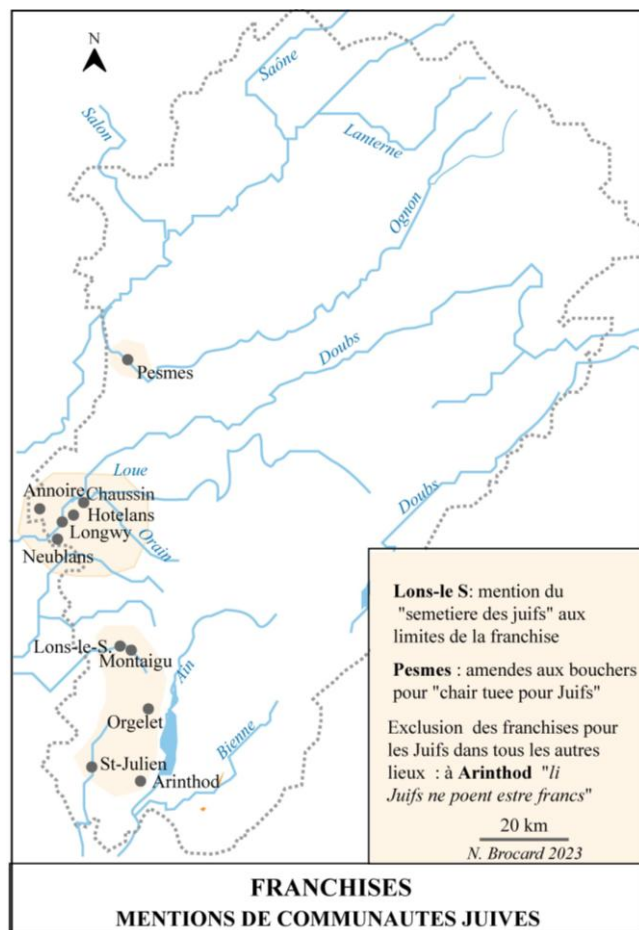 N
Saône
Salon
Lanterne
Ognon
Pesmes
Doubs
Loue
Doubs
Annoire
Chaussin
Hotelans
Longwy
Orain
Neublans
Lons-le-S.
Montaigu
Ain
Orgelet
Bienne
St-Julien
Arinthod
Lons-le S: mention du
"semetiere des juifs" aux
limites de la franchise
Pesmes : amendes aux bouchers
pour "chair tuee pour Juifs"
Exclusion des franchises pour
les Juifs dans tous les autres
lieux : à Arinthod "li
Juifs ne poent estre francs"
20 km
N. Brocard 2023
FRANCHISES
MENTIONS DE COMMUNAUTES JUIVES